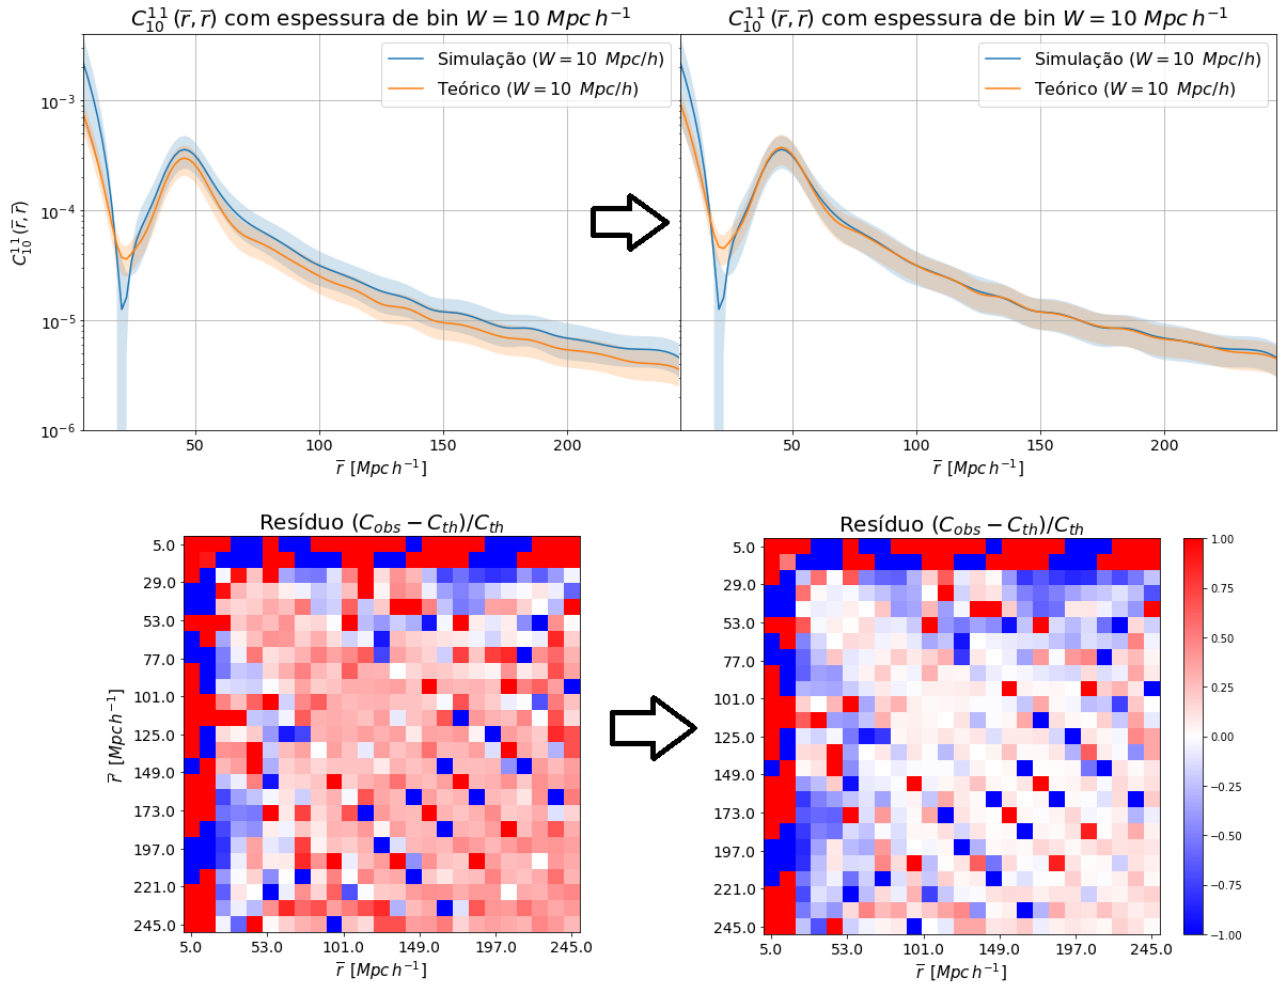 C₁₀¹¹(r̅, r̅) com espessura de bin W = 10 Mpc h⁻¹
C₁₀¹¹(r̅, r̅) com espessura de bin W = 10 Mpc h⁻¹
Simulação (W = 10 Mpc/h)
Teórico (W = 10 Mpc/h)
Simulação (W = 10 Mpc/h)
Teórico (W = 10 Mpc/h)
C₁₀¹¹(r̅, r̅)
10⁻³
10⁻⁴
10⁻⁵
10⁻⁶
50 100 150 200
50 100 150 200
r̅ [Mpc h⁻¹]
r̅ [Mpc h⁻¹]
Resíduo (C_obs − C_th)/C_th
r̅ [Mpc h⁻¹]
5.0
29.0
53.0
77.0
101.0
125.0
149.0
173.0
197.0
221.0
245.0
5.0 53.0 101.0 149.0 197.0 245.0
r̅ [Mpc h⁻¹]
Resíduo (C_obs − C_th)/C_th
5.0
29.0
53.0
77.0
101.0
125.0
149.0
173.0
197.0
221.0
245.0
5.0 53.0 101.0 149.0 197.0 245.0
r̅ [Mpc h⁻¹]
1.00
0.75
0.50
0.25
0.00
−0.25
−0.50
−0.75
−1.00